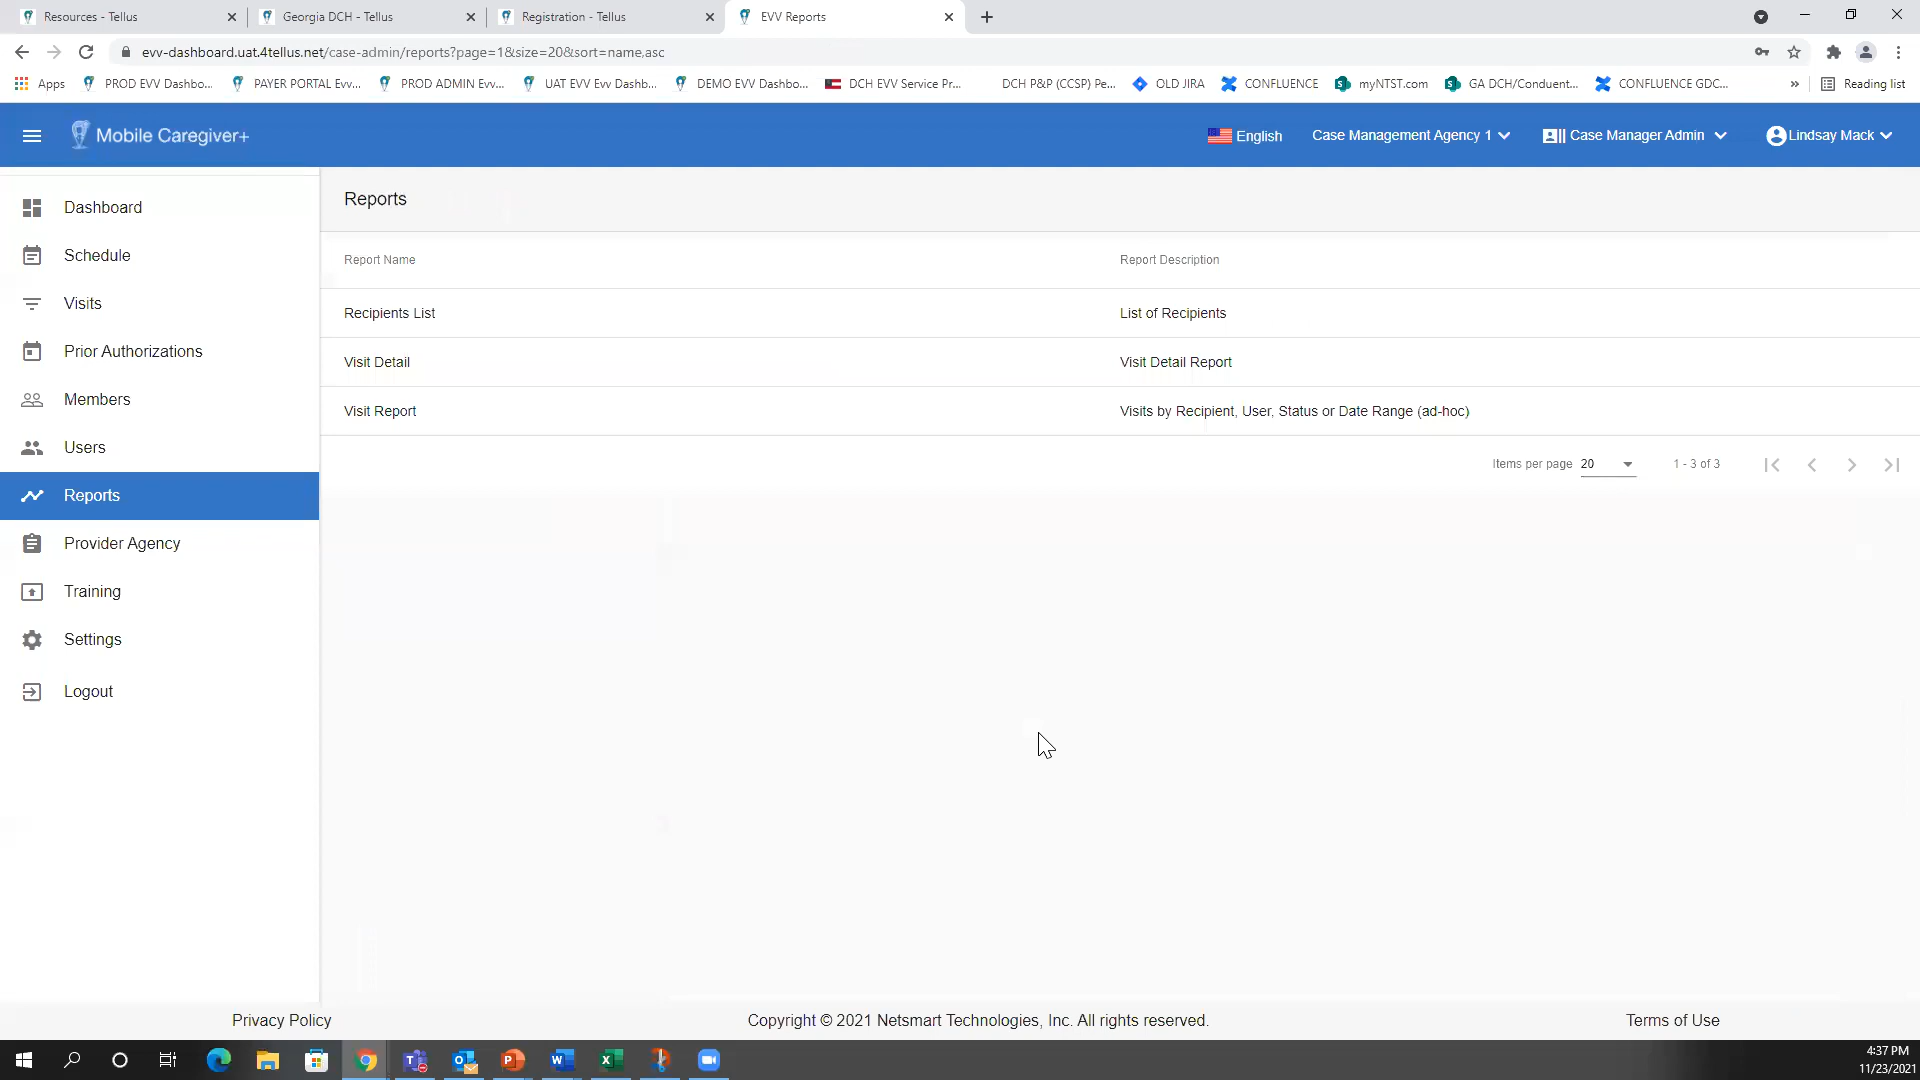 Resources - Tellus
Georgia DCH - Tellus
Registration - Tellus
EVV Reports
evv-dashboard.uat.4tellus.net/case-admin/reports?page=1&size=20&sort=name,asc
Apps
PROD EVV Dashbo...
PAYER PORTAL Evv...
PROD ADMIN Evv...
UAT EVV Evv Dashb...
DEMO EVV Dashbo...
DCH EVV Service Pr...
DCH P&P (CCSP) Pe...
OLD JIRA
CONFLUENCE
myNTST.com
GA DCH/Conduent...
CONFLUENCE GDC...
»
Reading list
Mobile Caregiver+
English
Case Management Agency 1
Case Manager Admin
Lindsay Mack
Dashboard
Schedule
Visits
Prior Authorizations
Members
Users
Reports
Provider Agency
Training
Settings
Logout
Reports
Report Name Report Description
Recipients List List of Recipients
Visit Detail Visit Detail Report
Visit Report Visits by Recipient, User, Status or Date Range (ad-hoc)
Items per page 20 1 - 3 of 3
Privacy Policy Copyright © 2021 Netsmart Technologies, Inc. All rights reserved. Terms of Use
4:37 PM
11/23/2021